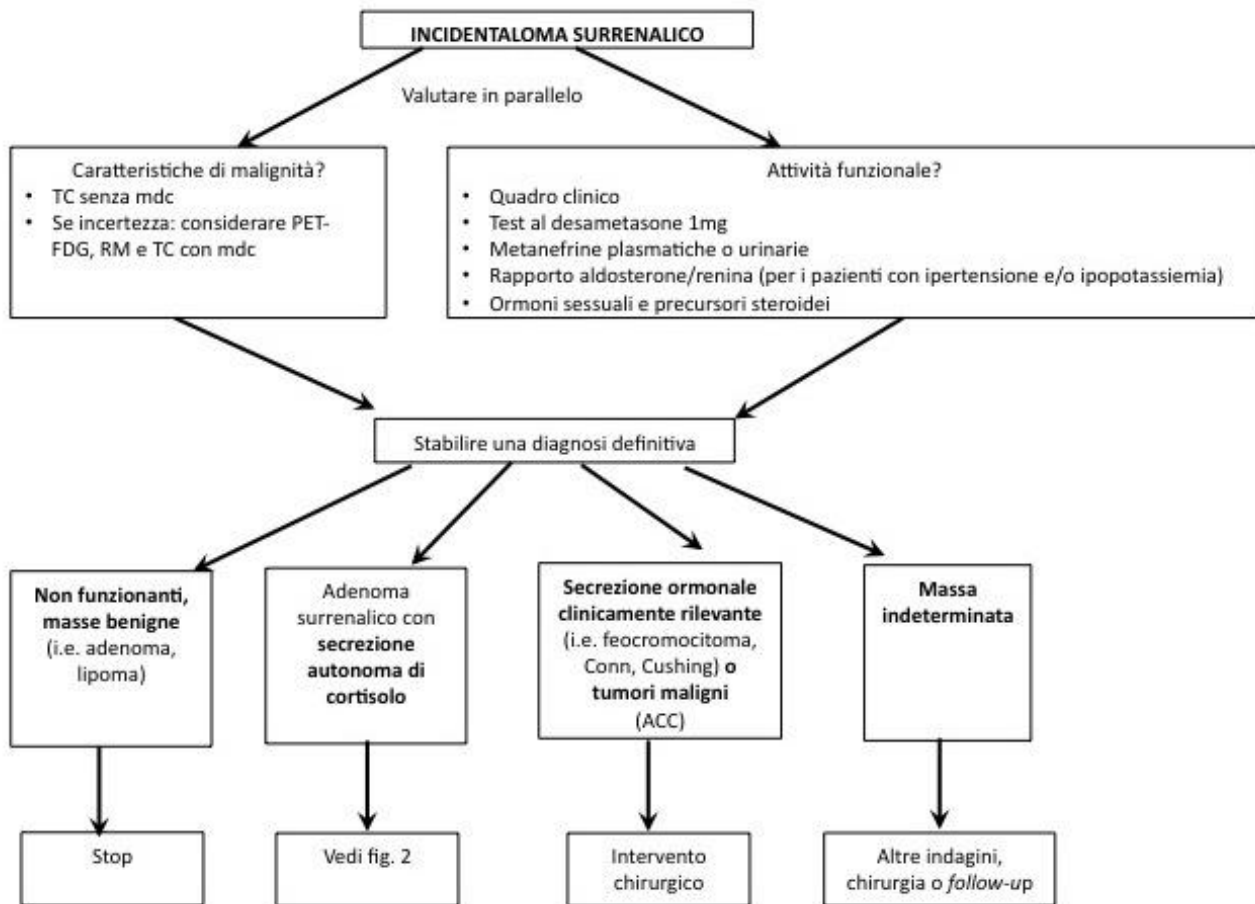 INCIDENTALOMA SURRENALICO
Valutare in parallelo
Caratteristiche di malignità?
• TC senza mdc
• Se incertezza: considerare PET-
FDG, RM e TC con mdc
Attività funzionale?
• Quadro clinico
• Test al desametasone 1mg
• Metanefrine plasmatiche o urinarie
• Rapporto aldosterone/renina (per i pazienti con ipertensione e/o ipopotassiemia)
• Ormoni sessuali e precursori steroidei
Stabilire una diagnosi definitiva
Non funzionanti,
masse benigne
(i.e. adenoma,
lipoma)
Adenoma
surrenalico con
secrezione
autonoma di
cortisolo
Secrezione ormonale
clinicamente rilevante
(i.e. feocromocitoma,
Conn, Cushing) o
tumori maligni
(ACC)
Massa
indeterminata
Stop
Vedi fig. 2
Intervento
chirurgico
Altre indagini,
chirurgia o follow-up